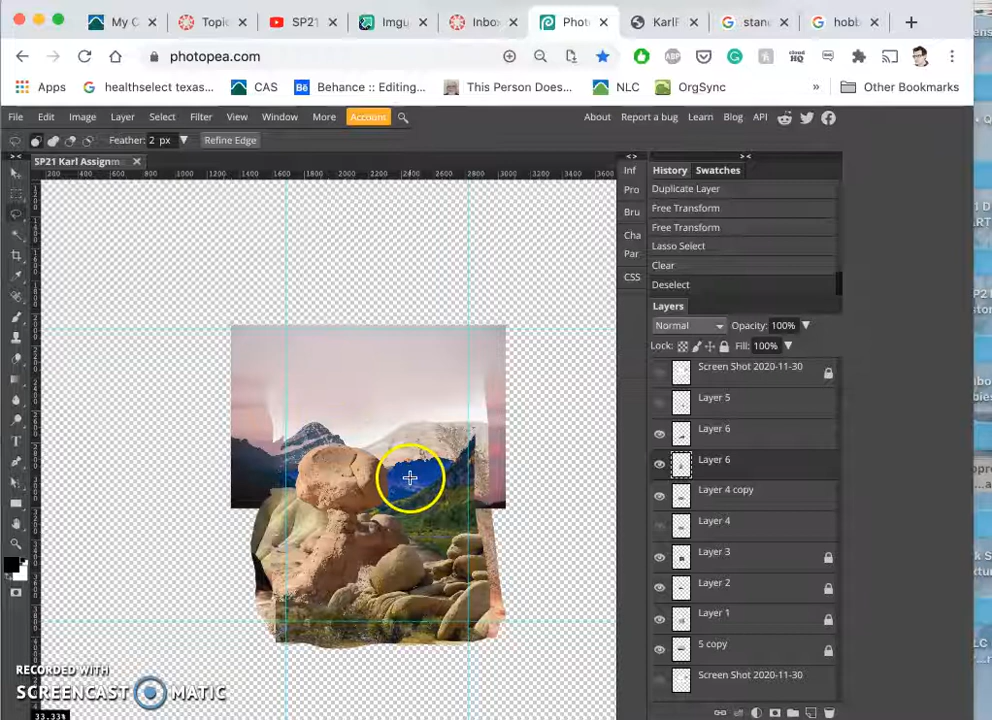 My C
Topic
SP21
Imgu
Inbox
Photo
KarlF
stanc
hobb
photopea.com
Apps
healthselect texas...
CAS
Behance :: Editing...
This Person Does...
NLC
OrgSync
»
Other Bookmarks
File Edit Image Layer Select Filter View Window More Account
About Report a bug Learn Blog API
Feather: 2 px Refine Edge
SP21 Karl Assignm
Inf
Pro
Bru
Cha
Par
CSS
History Swatches
Duplicate Layer
Free Transform
Free Transform
Lasso Select
Clear
Deselect
Layers
Normal Opacity: 100%
Lock: Fill: 100%
Screen Shot 2020-11-30
Layer 5
Layer 6
Layer 6
Layer 4 copy
Layer 4
Layer 3
Layer 2
Layer 1
5 copy
Screen Shot 2020-11-30
RECORDED WITH
SCREENCAST MATIC
33.33%